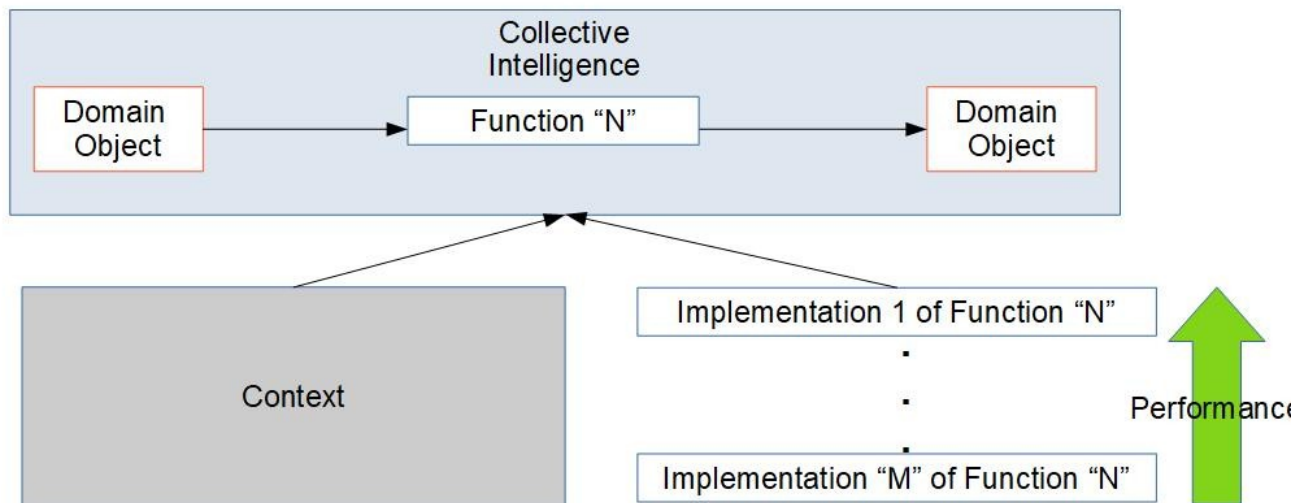 Collective
Intelligence
Domain
Object
Function “N”
Domain
Object
Context
Implementation 1 of Function “N”
.
.
.
Implementation “M” of Function “N”
Performance